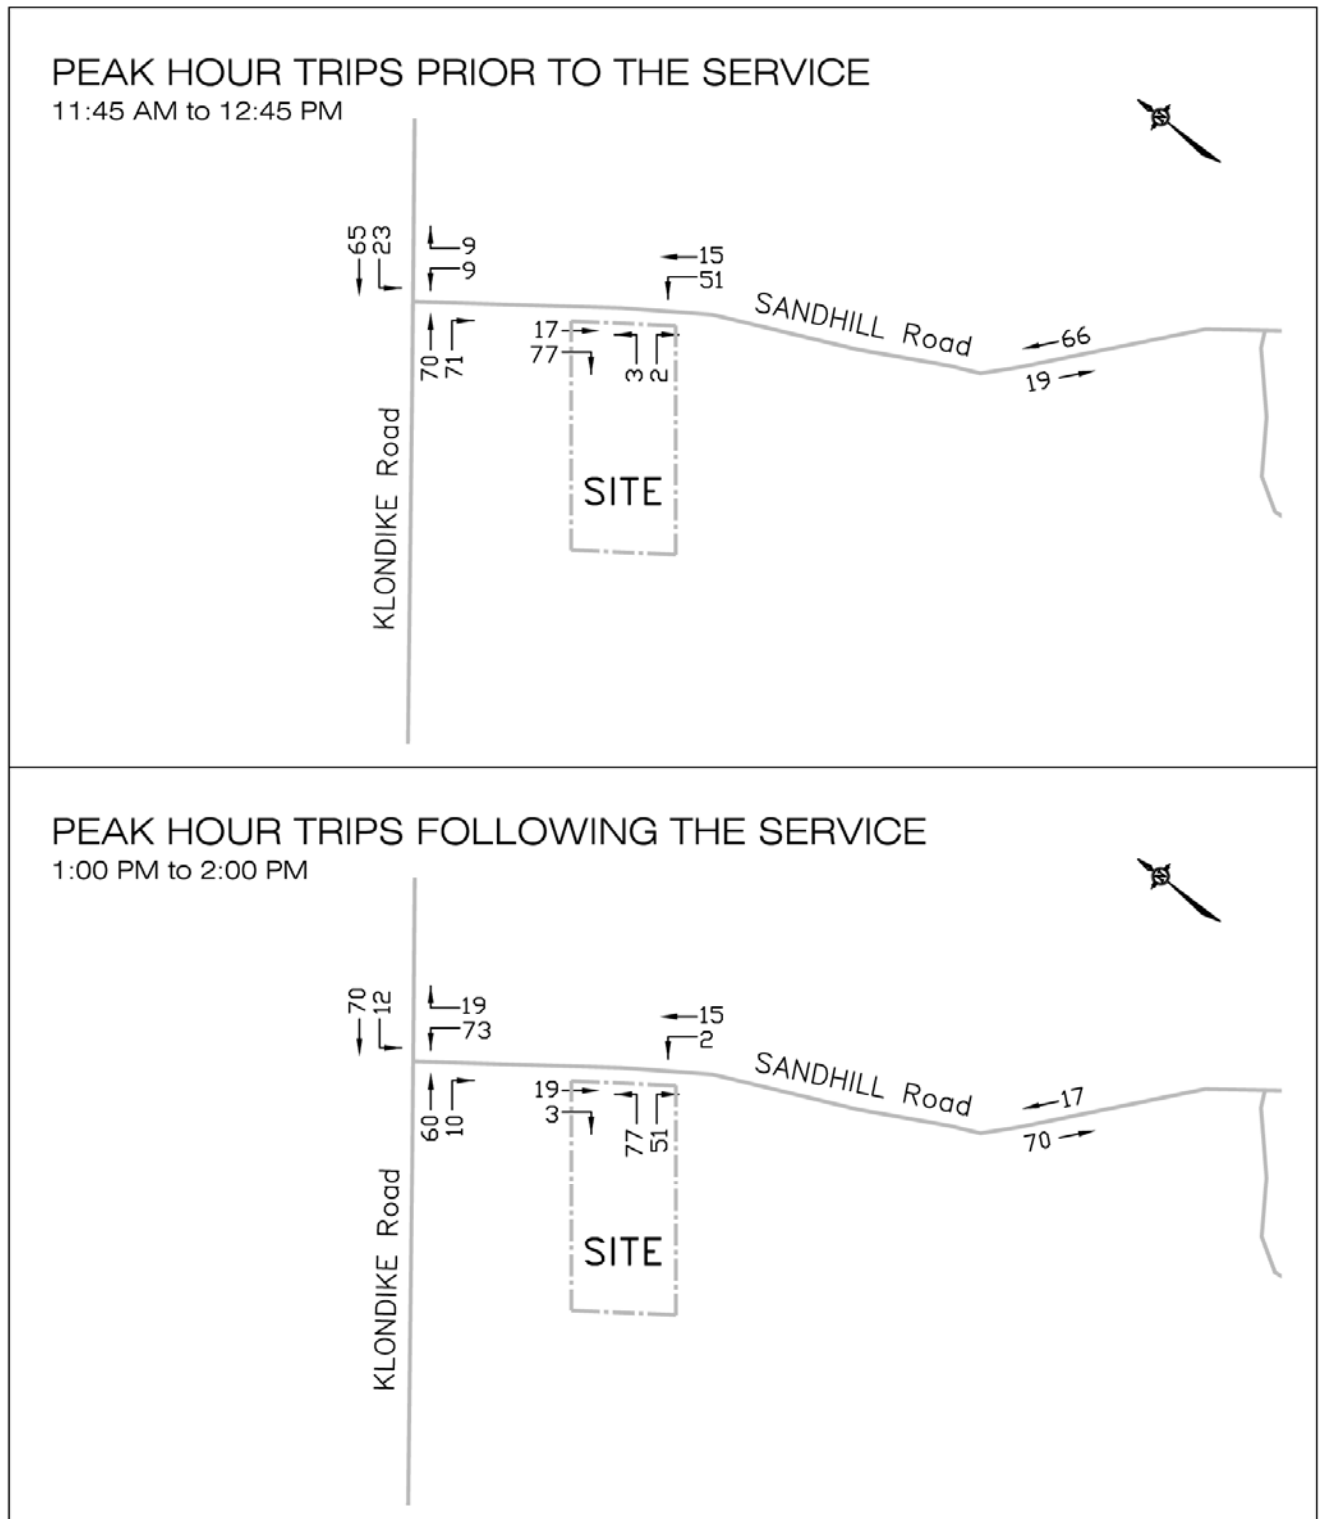 PEAK HOUR TRIPS PRIOR TO THE SERVICE
11:45 AM to 12:45 PM
65
23
9
9
15
51
SANDHILL Road
66
19
17
77
3
2
70
71
KLONDIKE Road
SITE
PEAK HOUR TRIPS FOLLOWING THE SERVICE
1:00 PM to 2:00 PM
70
12
19
73
15
2
SANDHILL Road
17
70
19
3
77
51
60
10
KLONDIKE Road
SITE